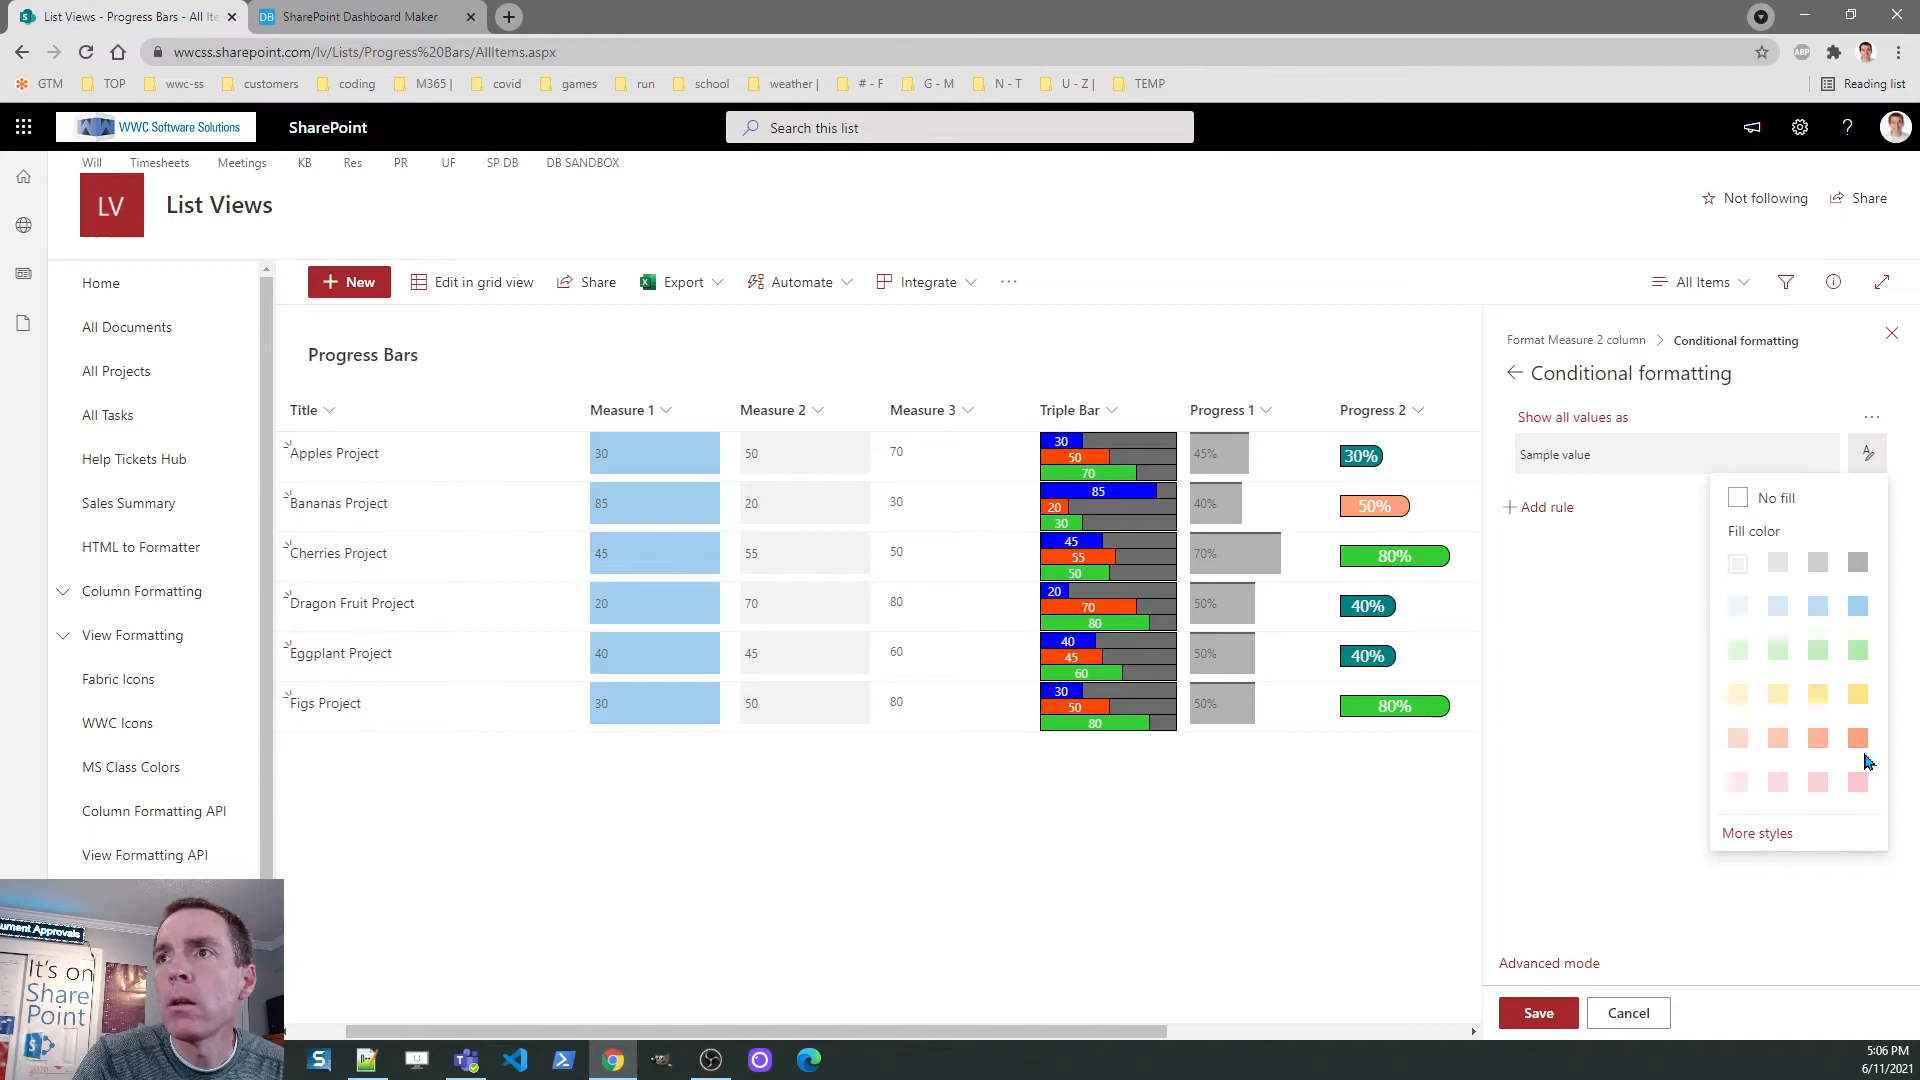 List Views - Progress Bars - All Ite
DB SharePoint Dashboard Maker
wwcss.sharepoint.com/lv/Lists/Progress%20Bars/AllItems.aspx
ABP
GTM TOP wwc-ss customers coding M365 | covid games run school weather | # - F G - M N - T U - Z | TEMP Reading list
WWC Software Solutions SharePoint Search this list
Will Timesheets Meetings KB Res PR UF SP DB DB SANDBOX
LV List Views
Not following Share
Home
All Documents
All Projects
All Tasks
Help Tickets Hub
Sales Summary
HTML to Formatter
Column Formatting
View Formatting
Fabric Icons
WWC Icons
MS Class Colors
Column Formatting API
View Formatting API
+ New Edit in grid view Share Export Automate Integrate ... All Items
Progress Bars
Title Measure 1 Measure 2 Measure 3 Triple Bar Progress 1 Progress 2
Apples Project 30 50 70 30 50 70 45% 30%
Bananas Project 85 20 30 85 20 30 40% 50%
Cherries Project 45 55 50 45 55 50 70% 80%
Dragon Fruit Project 20 70 80 20 70 80 50% 40%
Eggplant Project 40 45 60 40 45 60 50% 40%
Figs Project 30 50 80 30 50 80 50% 80%
Format Measure 2 column > Conditional formatting
Conditional formatting
Show all values as ...
Sample value
+ Add rule
No fill
Fill color
More styles
Advanced mode
Save Cancel
ument Approvals
It's on
Share
Point
5:06 PM
6/11/2021